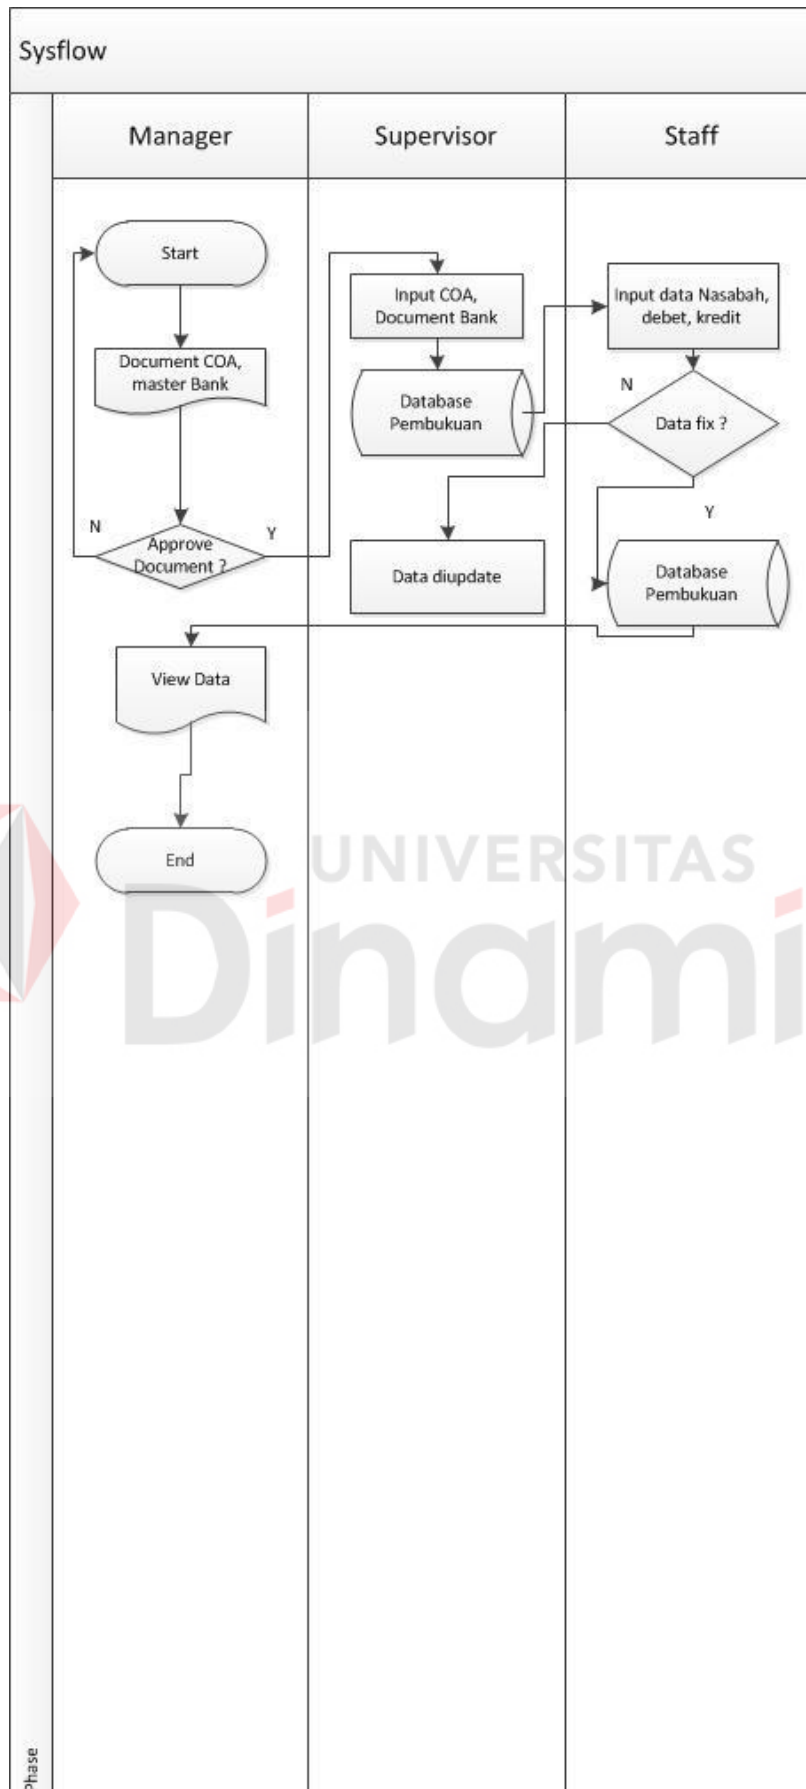 Sysflow
Manager
Supervisor
Staff
Start
Document COA,
master Bank
N
Approve
Document ?
Y
Input COA,
Document Bank
Database
Pembukuan
Data diupdate
Input data Nasabah,
debet, kredit
N
Data fix ?
Y
Database
Pembukuan
View Data
End
UNIVERSITAS
Dinami
Phase